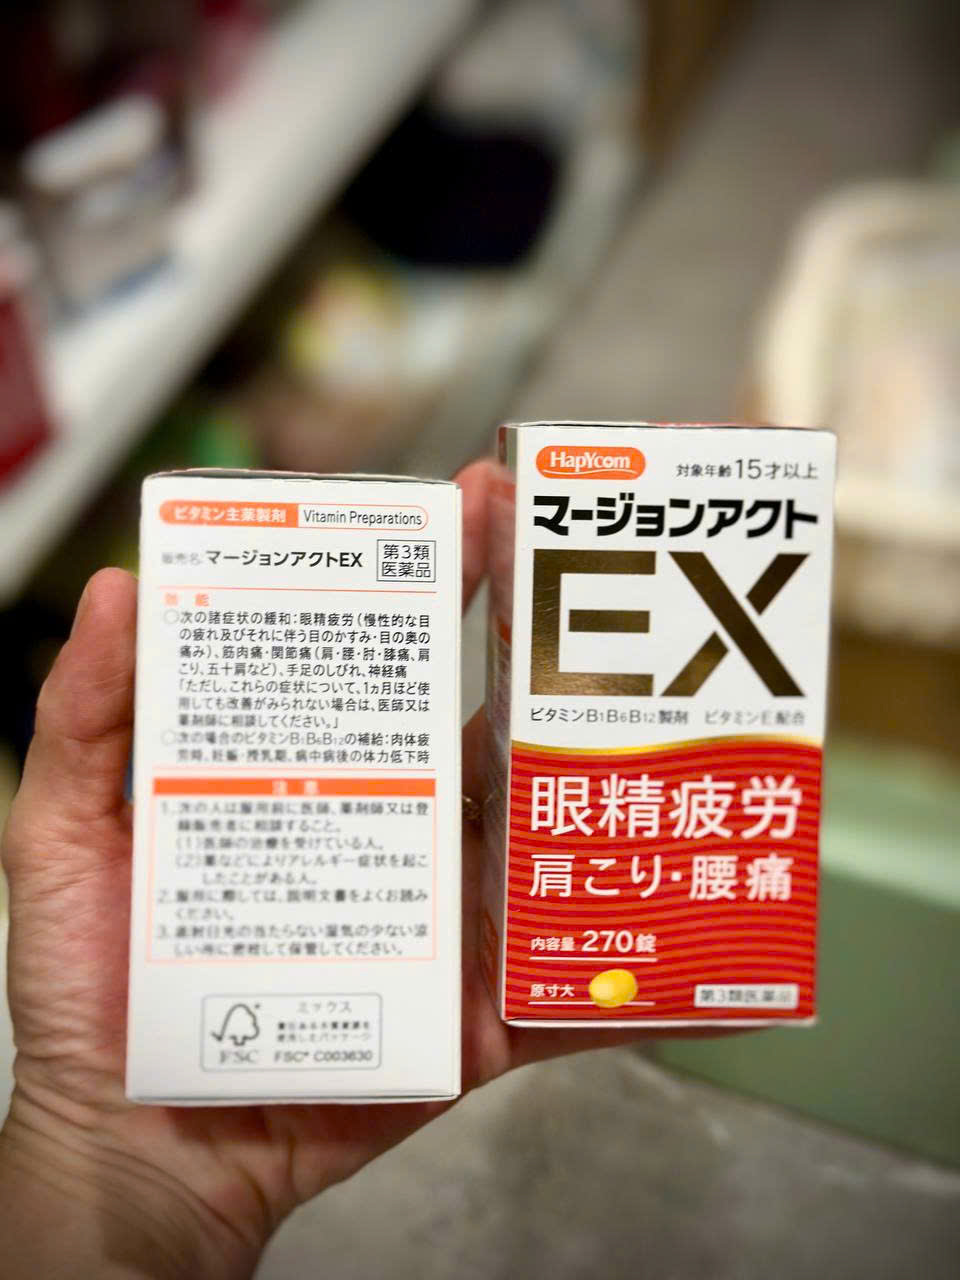 ビタミン主薬製剤 Vitamin Preparations
販売名 マージョンアクトEX
第3類
医薬品
効 能
○次の諸症状の緩和：眼精疲労（慢性的な目
の疲れ及びそれに伴う目のかすみ・目の奥の
痛み）、筋肉痛・関節痛（肩・腰・肘・膝痛、肩
こり、五十肩など）、手足のしびれ、神経痛
「ただし、これらの症状について、1ヵ月ほど使
用しても改善がみられない場合は、医師又は
薬剤師に相談してください。」
○次の場合のビタミンB1B6B12の補給：肉体疲
労時、妊娠・授乳期、病中病後の体力低下時
注 意
1. 次の人は服用前に医師、薬剤師又は登
録販売者に相談すること。
(1) 医師の治療を受けている人。
(2) 薬などによりアレルギー症状を起こ
したことがある人。
2. 服用に際しては、説明文書をよくお読み
ください。
3. 直射日光の当たらない湿気の少ない涼
しい所に密栓して保管してください。
ミックス
責任ある木質資源を
使用したパッケージ
FSC
FSC® C003630
HapYcom
対象年齢15才以上
マージョンアクト
EX
ビタミンB1B6B12製剤 ビタミンE配合
眼精疲労
肩こり・腰痛
内容量 270錠
原寸大
第3類医薬品